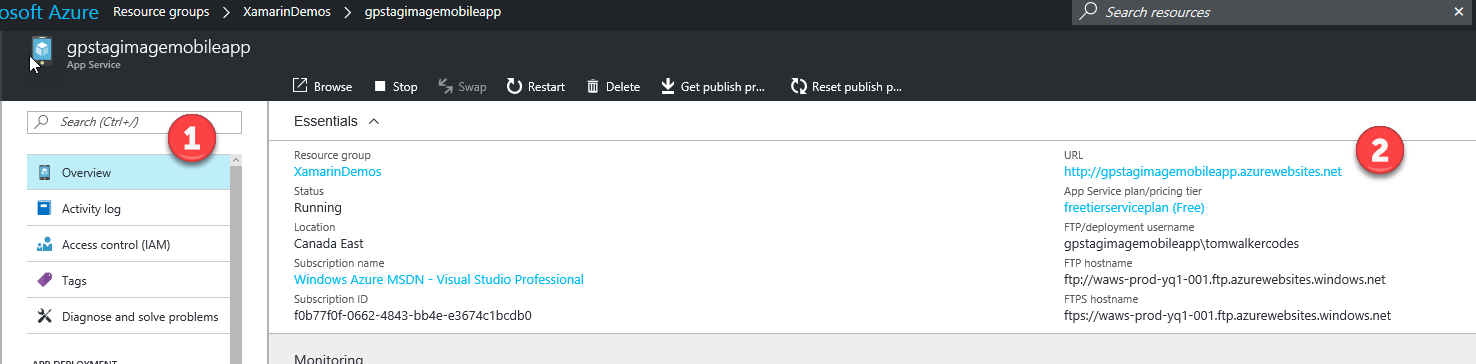 osoft Azure Resource groups > XamarinDemos > gpstagimagemobileapp Search resources ×
gpstagimagemobileapp
App Service
Browse Stop Swap Restart Delete Get publish pr... Reset publish p...
Search (Ctrl+/)
1
Overview
Activity log
Access control (IAM)
Tags
Diagnose and solve problems
APP DEPLOYMENT
Essentials
Resource group
XamarinDemos
Status
Running
Location
Canada East
Subscription name
Windows Azure MSDN - Visual Studio Professional
Subscription ID
f0b77f0f-0662-4843-bb4e-e3674c1bcdb0
2
URL
http://gpstagimagemobileapp.azurewebsites.net
App Service plan/pricing tier
freetierserviceplan (Free)
FTP/deployment username
gpstagimagemobileapp\tomwalkercodes
FTP hostname
ftp://waws-prod-yq1-001.ftp.azurewebsites.windows.net
FTPS hostname
ftps://waws-prod-yq1-001.ftp.azurewebsites.windows.net
Monitoring